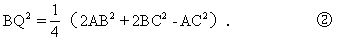 BQ²=1/4（2AB²+2BC²-AC²）. ②